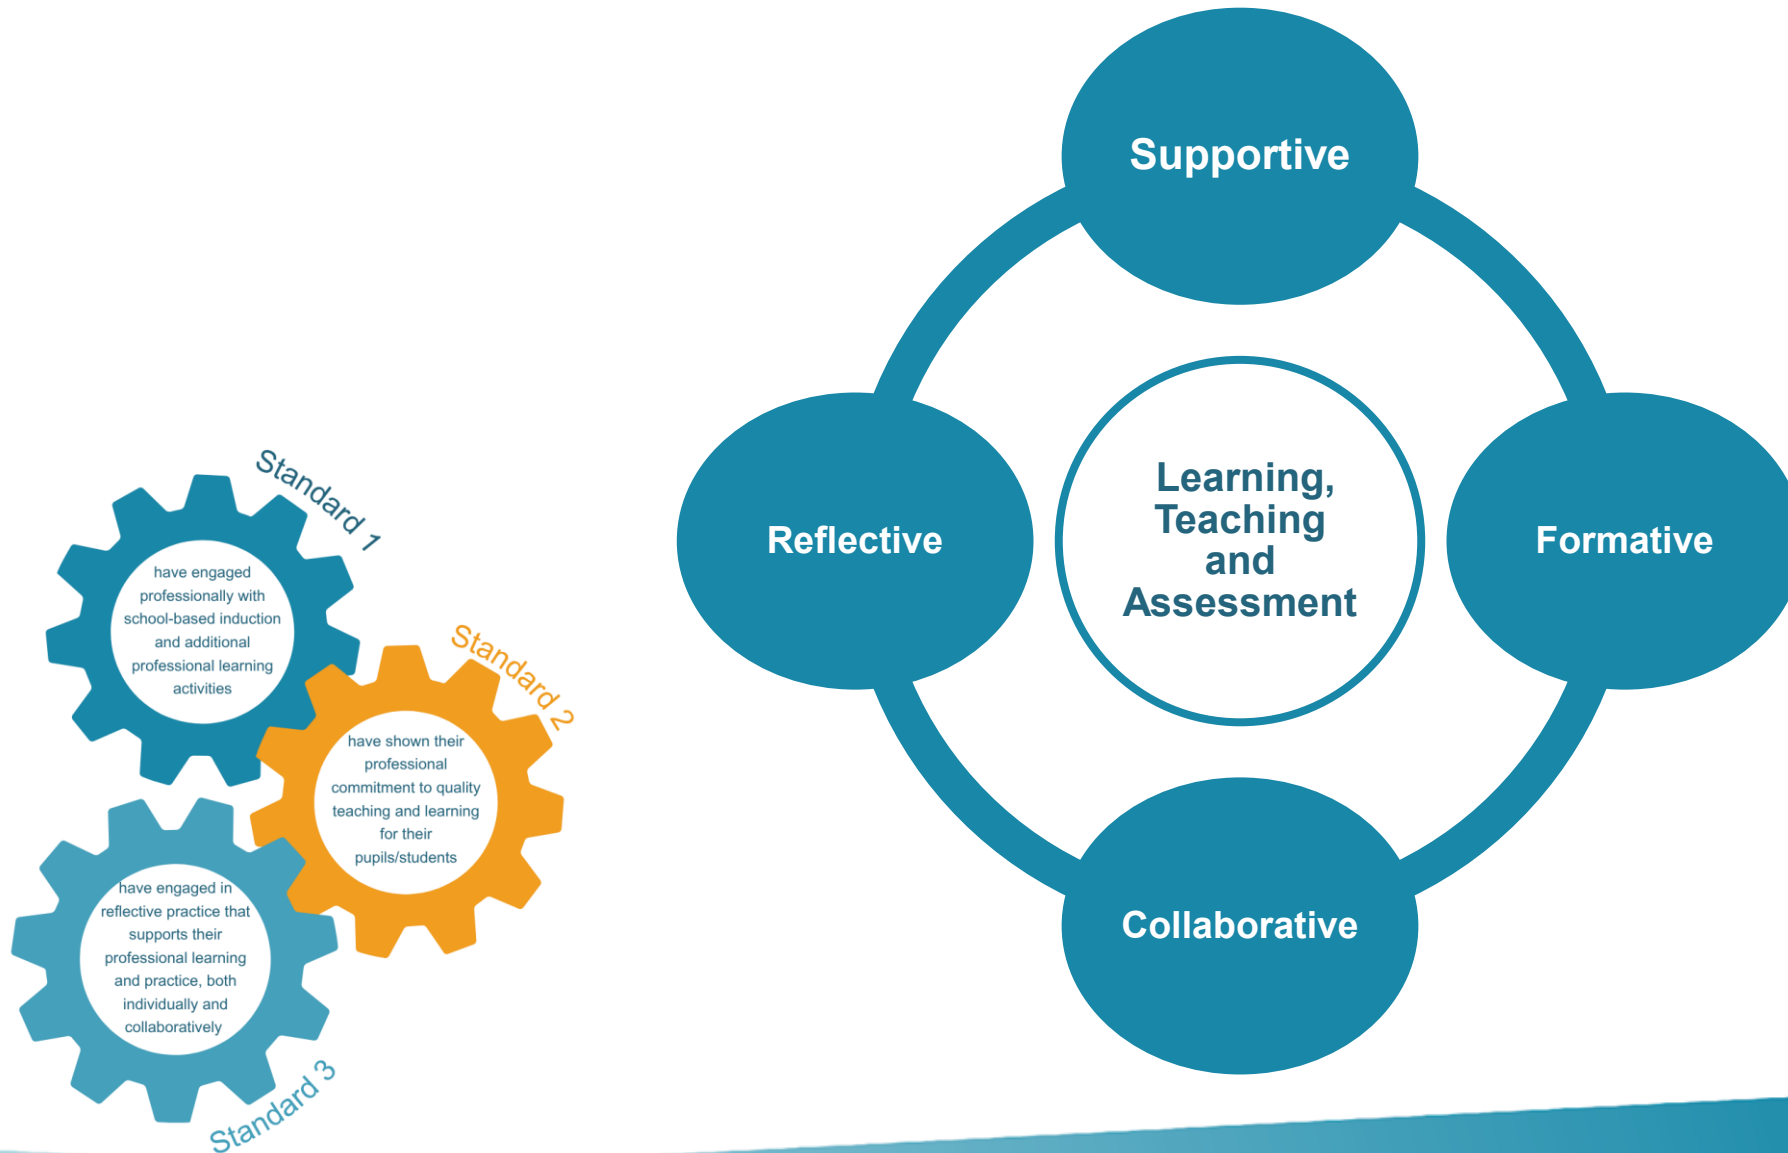 Standard 1
have engaged
professionally with
school-based induction
and additional
professional learning
activities
Standard 2
have shown their
professional
commitment to quality
teaching and learning
for their
pupils/students
have engaged in
reflective practice that
supports their
professional learning
and practice, both
individually and
collaboratively
Standard 3
Supportive
Reflective
Learning,
Teaching
and
Assessment
Formative
Collaborative